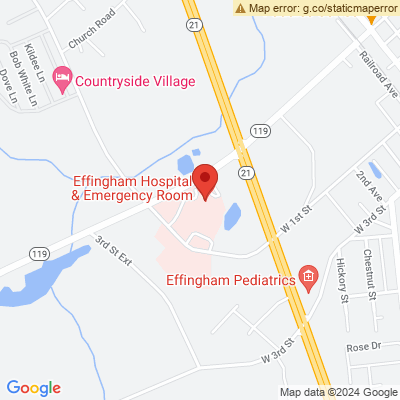 Map error: g.co/staticmaperror
Kildee Ln
Bob White Ln
Dove Ln
Church Road
21
Countryside Village
Railroad Ave
119
Effingham Hospital
& Emergency Room
21
2nd Ave
W 1st St
W 3rd St
119
3rd St Ext
Effingham Pediatrics
Hickory St
Chestnut St
W 3rd St
Rose Dr
21
Google
Map data ©2024 Google